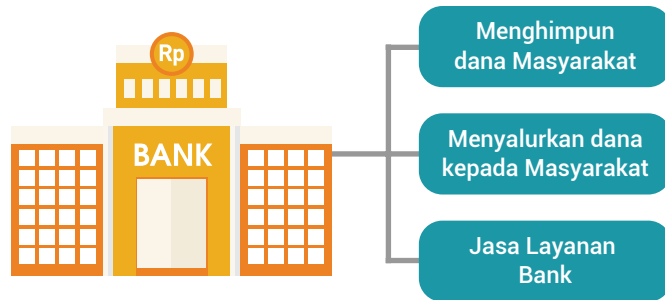 Rp
BANK
Menghimpun
dana Masyarakat
Menyalurkan dana
kepada Masyarakat
Jasa Layanan
Bank